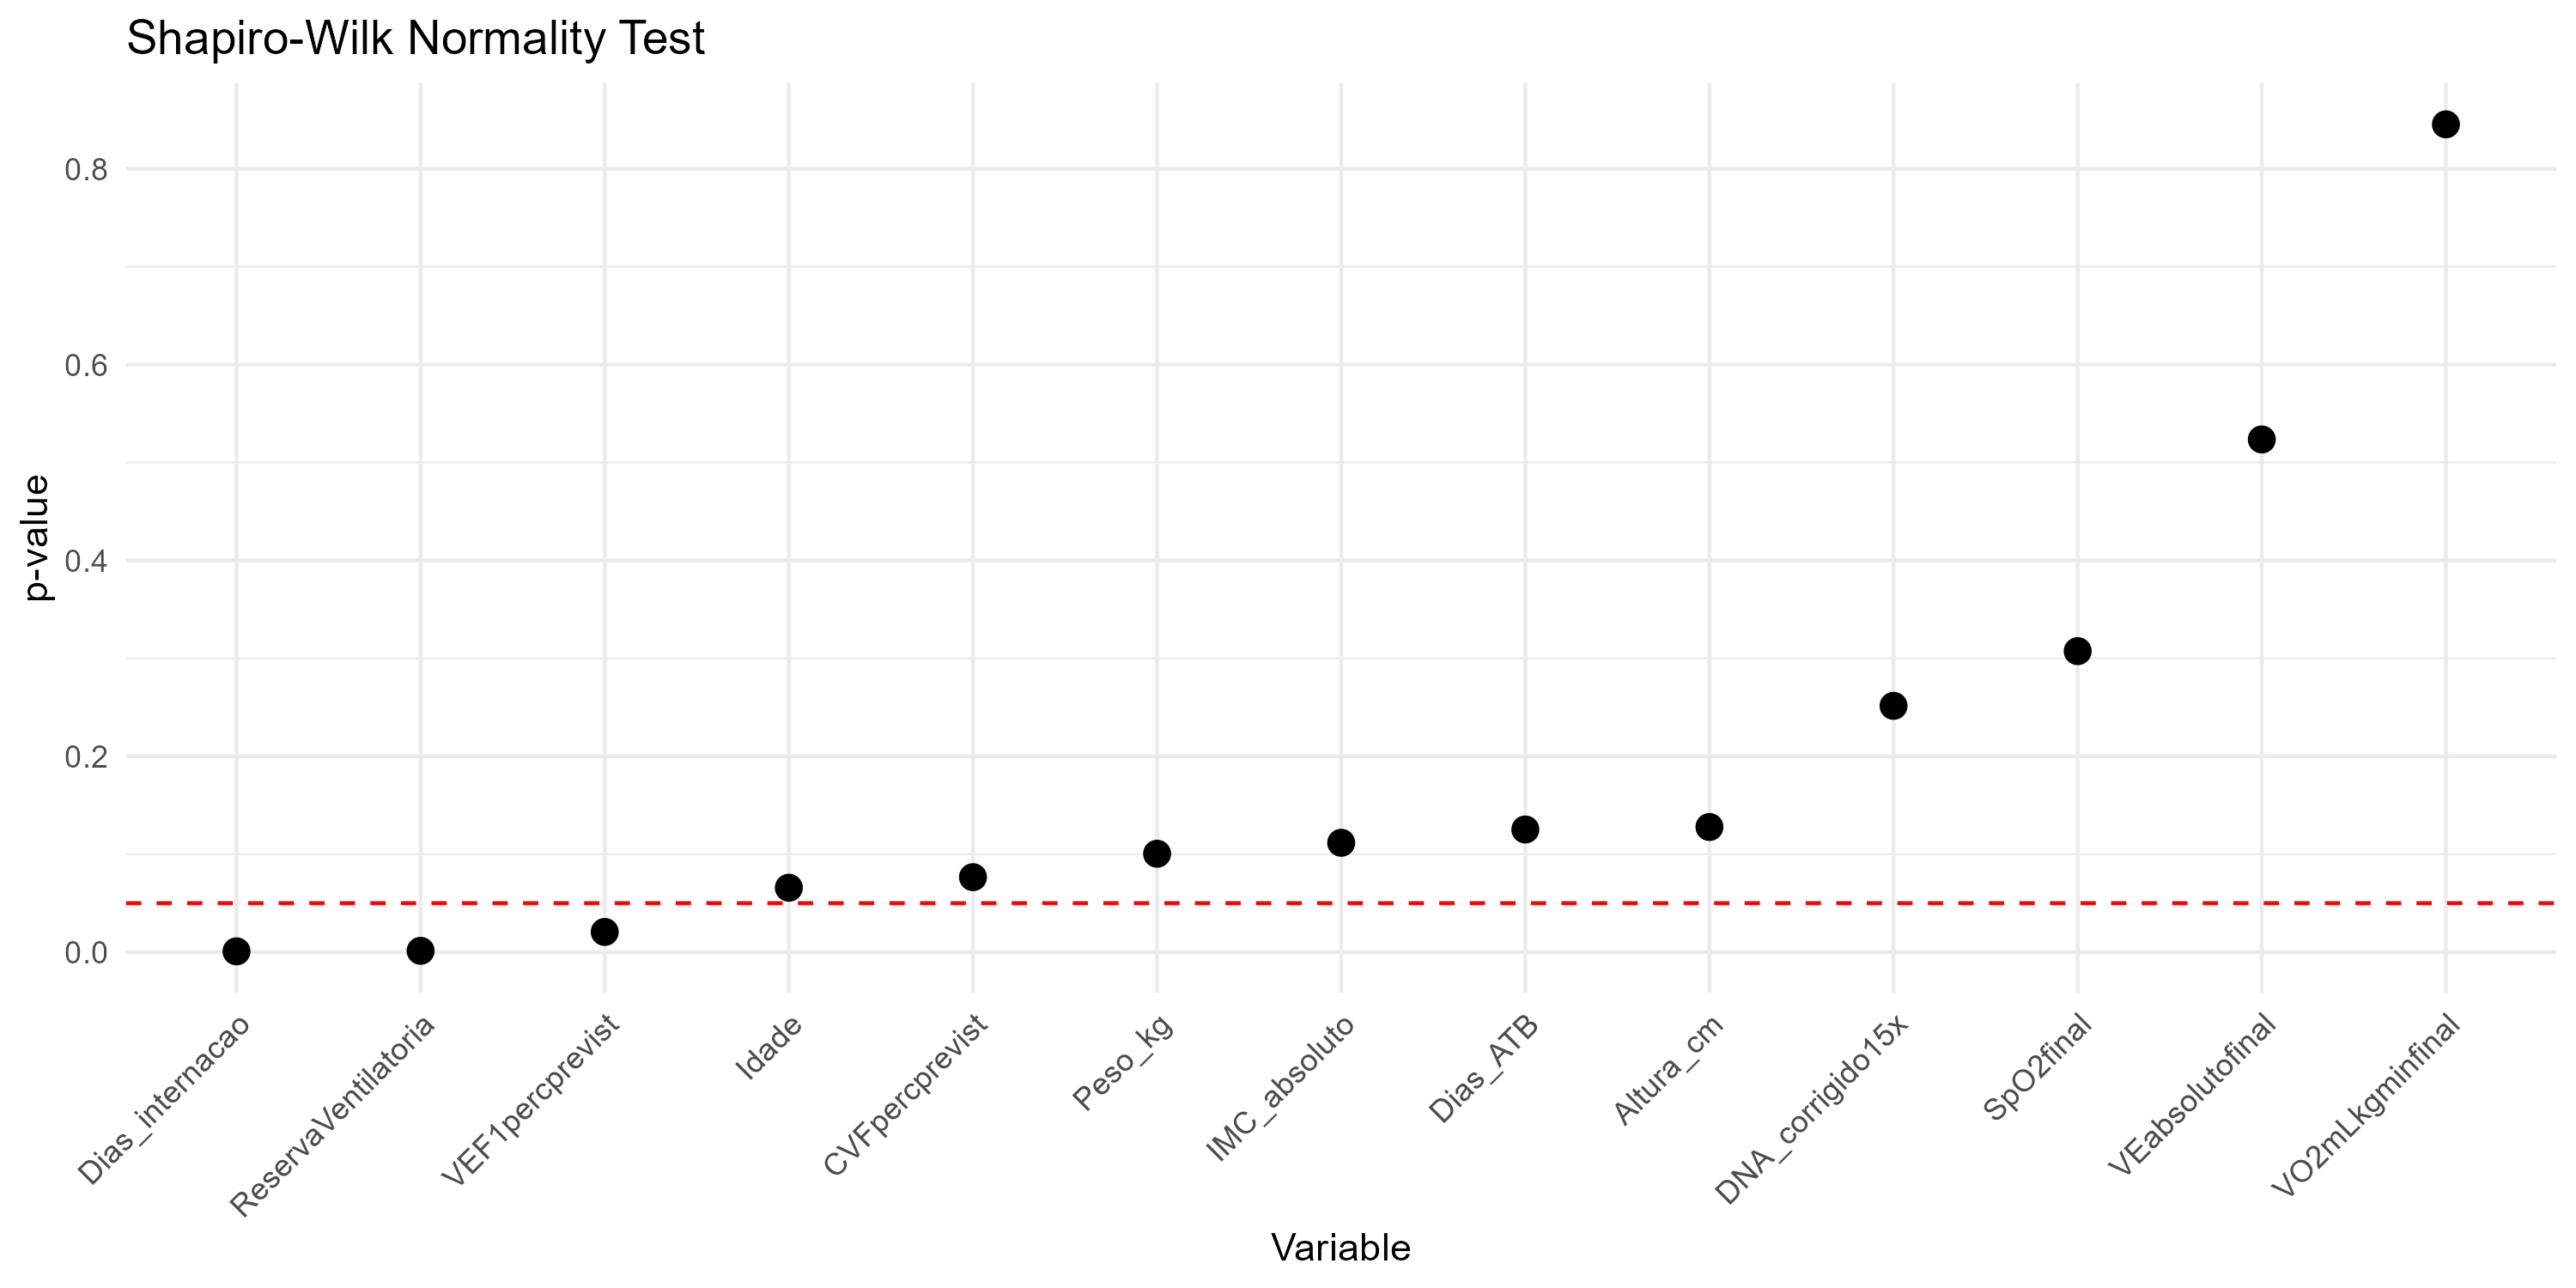 Shapiro-Wilk Normality Test
p-value
0.8
0.6
0.4
0.2
0.0
Dias_internacao
ReservaVentilatoria
VEF1percprevist
Idade
CVFpercprevist
Peso_kg
IMC_absoluto
Dias_ATB
Altura_cm
DNA_corrigido15x
SpO2final
VEabsolutofinal
VO2mLkgminfinal
Variable